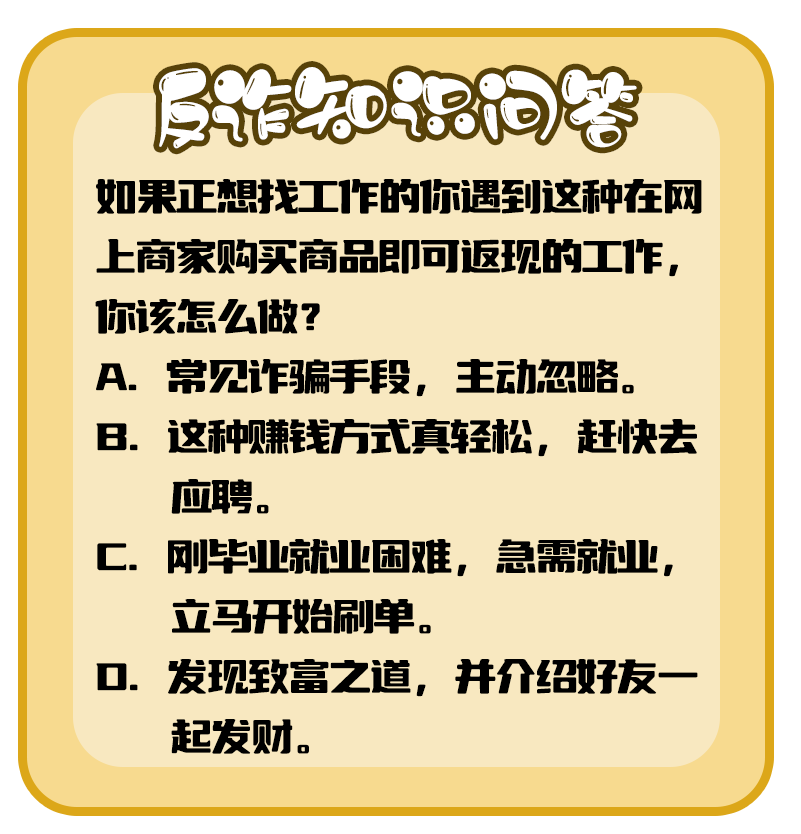 反诈知识问答
如果正想找工作的你遇到这种在网
上商家购买商品即可返现的工作，
你该怎么做？
A. 常见诈骗手段，主动忽略。
B. 这种赚钱方式真轻松，赶快去
应聘。
C. 刚毕业就业困难，急需就业，
立马开始刷单。
D. 发现致富之道，并介绍好友一
起发财。